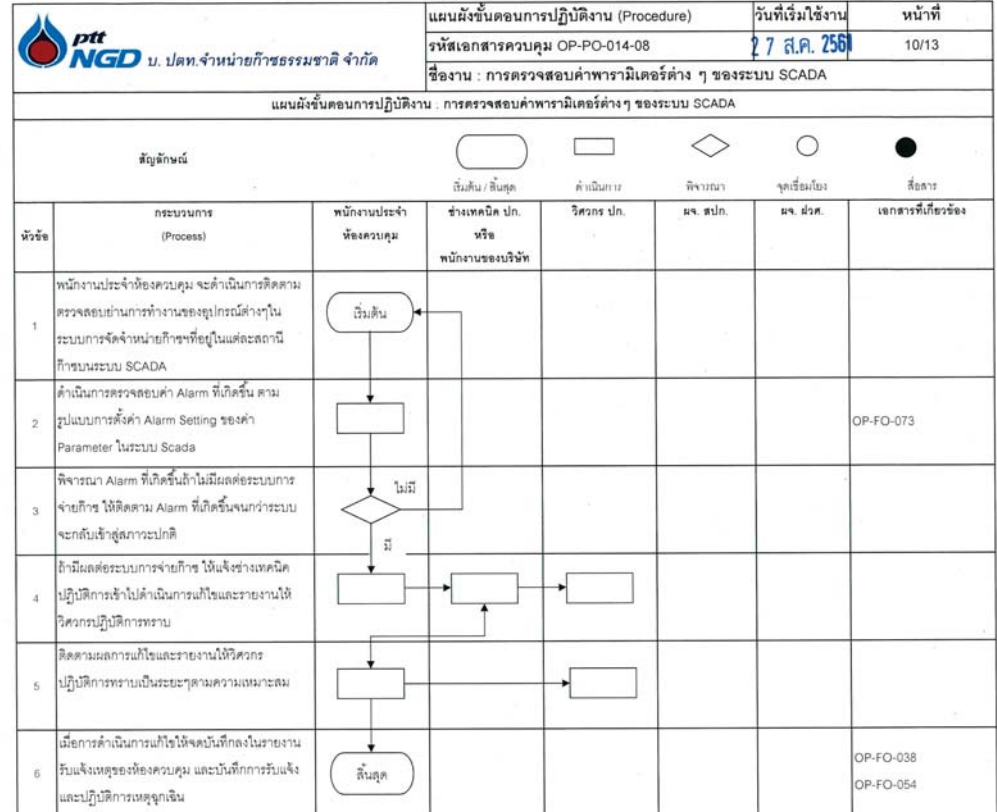 ptt
NGD บ. ปตท.จำหน่ายก๊าซธรรมชาติ จำกัด
แผนผังขั้นตอนการปฏิบัติงาน (Procedure)
วันที่เริ่มใช้งาน
หน้าที่
รหัสเอกสารควบคุม OP-PO-014-08
27 ส.ค. 2561
10/13
ชื่องาน : การตรวจสอบค่าพารามิเตอร์ต่าง ๆ ของระบบ SCADA
แผนผังขั้นตอนการปฏิบัติงาน : การตรวจสอบค่าพารามิเตอร์ต่างๆ ของระบบ SCADA
สัญลักษณ์
เริ่มต้น / สิ้นสุด
ดำเนินการ
พิจารณา
จุดเชื่อมโยง
สื่อสาร
หัวข้อ
กระบวนการ
(Process)
พนักงานประจำ
ห้องควบคุม
ช่างเทคนิค ปก.
หรือ
พนักงานของบริษัท
วิศวกร ปก.
ผจ. สปก.
ผจ. ฝวศ.
เอกสารที่เกี่ยวข้อง
1
พนักงานประจำห้องควบคุม จะดำเนินการติดตาม
ตรวจสอบย่านการทำงานของอุปกรณ์ต่างๆใน
ระบบการจัดจำหน่ายก๊าซฯที่อยู่ในแต่ละสถานี
ก๊าซบนระบบ SCADA
เริ่มต้น
2
ดำเนินการตรวจสอบค่า Alarm ที่เกิดขึ้น ตาม
รูปแบบการตั้งค่า Alarm Setting ของค่า
Parameter ในระบบ Scada
OP-FO-073
3
พิจารณา Alarm ที่เกิดขึ้นถ้าไม่มีผลต่อระบบการ
จ่ายก๊าซ ให้ติดตาม Alarm ที่เกิดขึ้นจนกว่าระบบ
จะกลับเข้าสู่สภาวะปกติ
ไม่มี
มี
4
ถ้ามีผลต่อระบบการจ่ายก๊าซ ให้แจ้งช่างเทคนิค
ปฏิบัติการเข้าไปดำเนินการแก้ไขและรายงานให้
วิศวกรปฏิบัติการทราบ
5
ติดตามผลการแก้ไขและรายงานให้วิศวกร
ปฏิบัติการทราบเป็นระยะๆตามความเหมาะสม
6
เมื่อการดำเนินการแก้ไขให้จดบันทึกลงในรายงาน
รับแจ้งเหตุของห้องควบคุม และบันทึกการรับแจ้ง
และปฏิบัติการเหตุฉุกเฉิน
สิ้นสุด
OP-FO-038
OP-FO-054